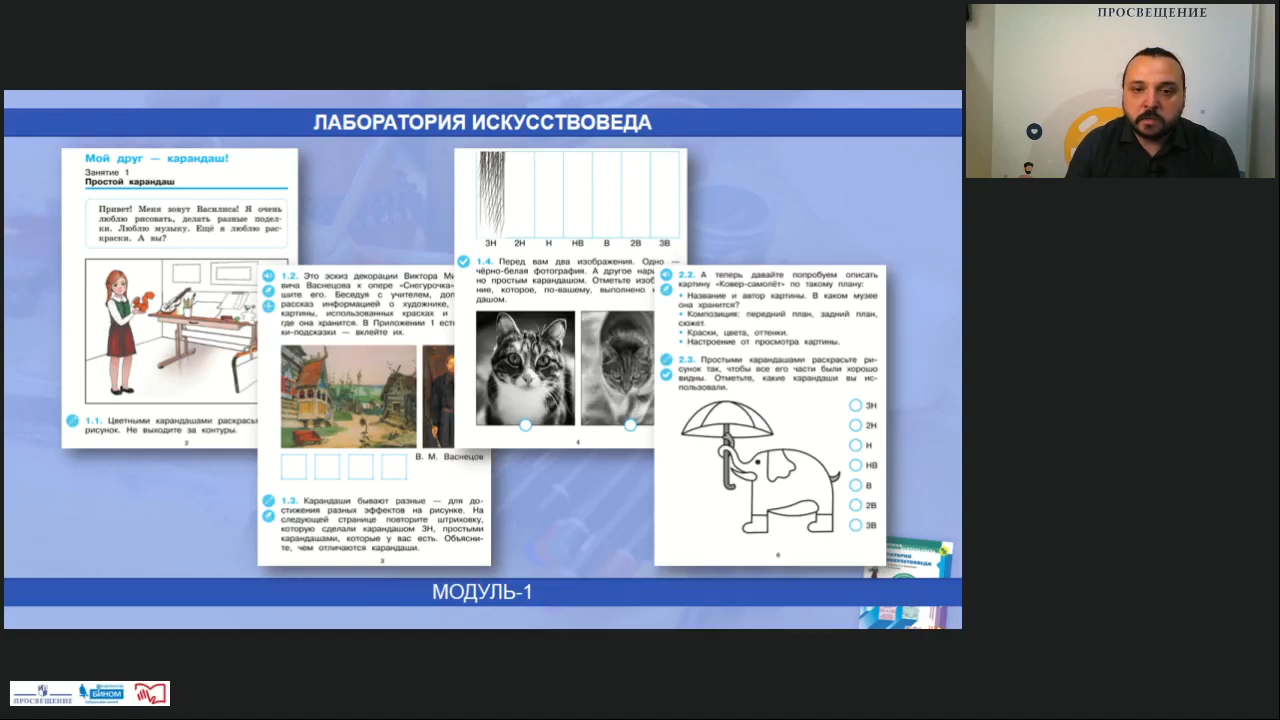 ПРОСВЕЩЕНИЕ
ЛАБОРАТОРИЯ ИСКУССТВОВЕДА
Мой друг — карандаш!
Занятие 1
Простой карандаш
Привет! Меня зовут Василиса! Я очень
люблю рисовать, делать разные подел-
ки. Люблю музыку. Ещё я люблю рас-
краски. А вы?
1.1. Цветными карандашами
рисунок. Не выходите за контуры.
2
1.2. Это эскиз декорации Виктора
вича Васнецова к опере «Снегурочка»
шите его. Беседуя с учителем,
рассказ информацией о художнике,
картины, использованных красках и
где она хранится. В Приложении 1
ки-подсказки — вклейте их.
В. М. Васнецов
1.3. Карандаши бывают разные — для до-
стижения разных эффектов на рисунке. На
следующей странице повторите штриховку,
которую сделали карандашом 3Н, простыми
карандашами, которые у вас есть. Объясни-
те, чем отличаются карандаши.
3
3Н 2Н Н НВ В 2В 3В
1.4. Перед вам два изображения. Одно —
чёрно-белая фотография. А другое
но простым карандашом. Отметьте
ние, которое, по-вашему, выполнено
дашом.
4
2.2. А теперь давайте попробуем описать
картину «Ковер-самолёт» по такому плану:
• Название и автор картины. В каком музее
она хранится?
• Композиция: передний план, задний план,
сюжет.
• Краски, цвета, оттенки.
• Настроение от просмотра картины.
2.3. Простыми карандашами раскрасьте ри-
сунок так, чтобы все его части были хорошо
видны. Отметьте, какие карандаши вы ис-
пользовали.
3Н
2Н
Н
НВ
В
2В
3В
6
МОДУЛЬ-1
ПРОСВЕЩЕНИЕ
БИНОМ